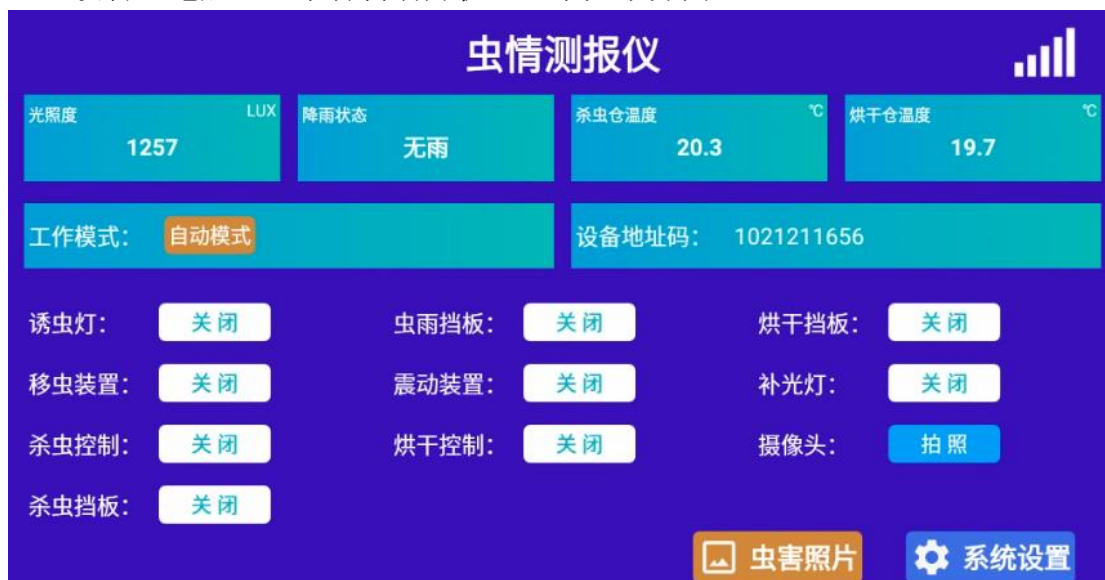 虫情测报仪
光照度 LUX 降雨状态 杀虫仓温度 ℃ 烘干仓温度 ℃
1257 无雨 20.3 19.7
工作模式： 自动模式 设备地址码： 1021211656
诱虫灯： 关闭 虫雨挡板： 关闭 烘干挡板： 关闭
移虫装置： 关闭 震动装置： 关闭 补光灯： 关闭
杀虫控制： 关闭 烘干控制： 关闭 摄像头： 拍照
杀虫挡板： 关闭
虫害照片 系统设置